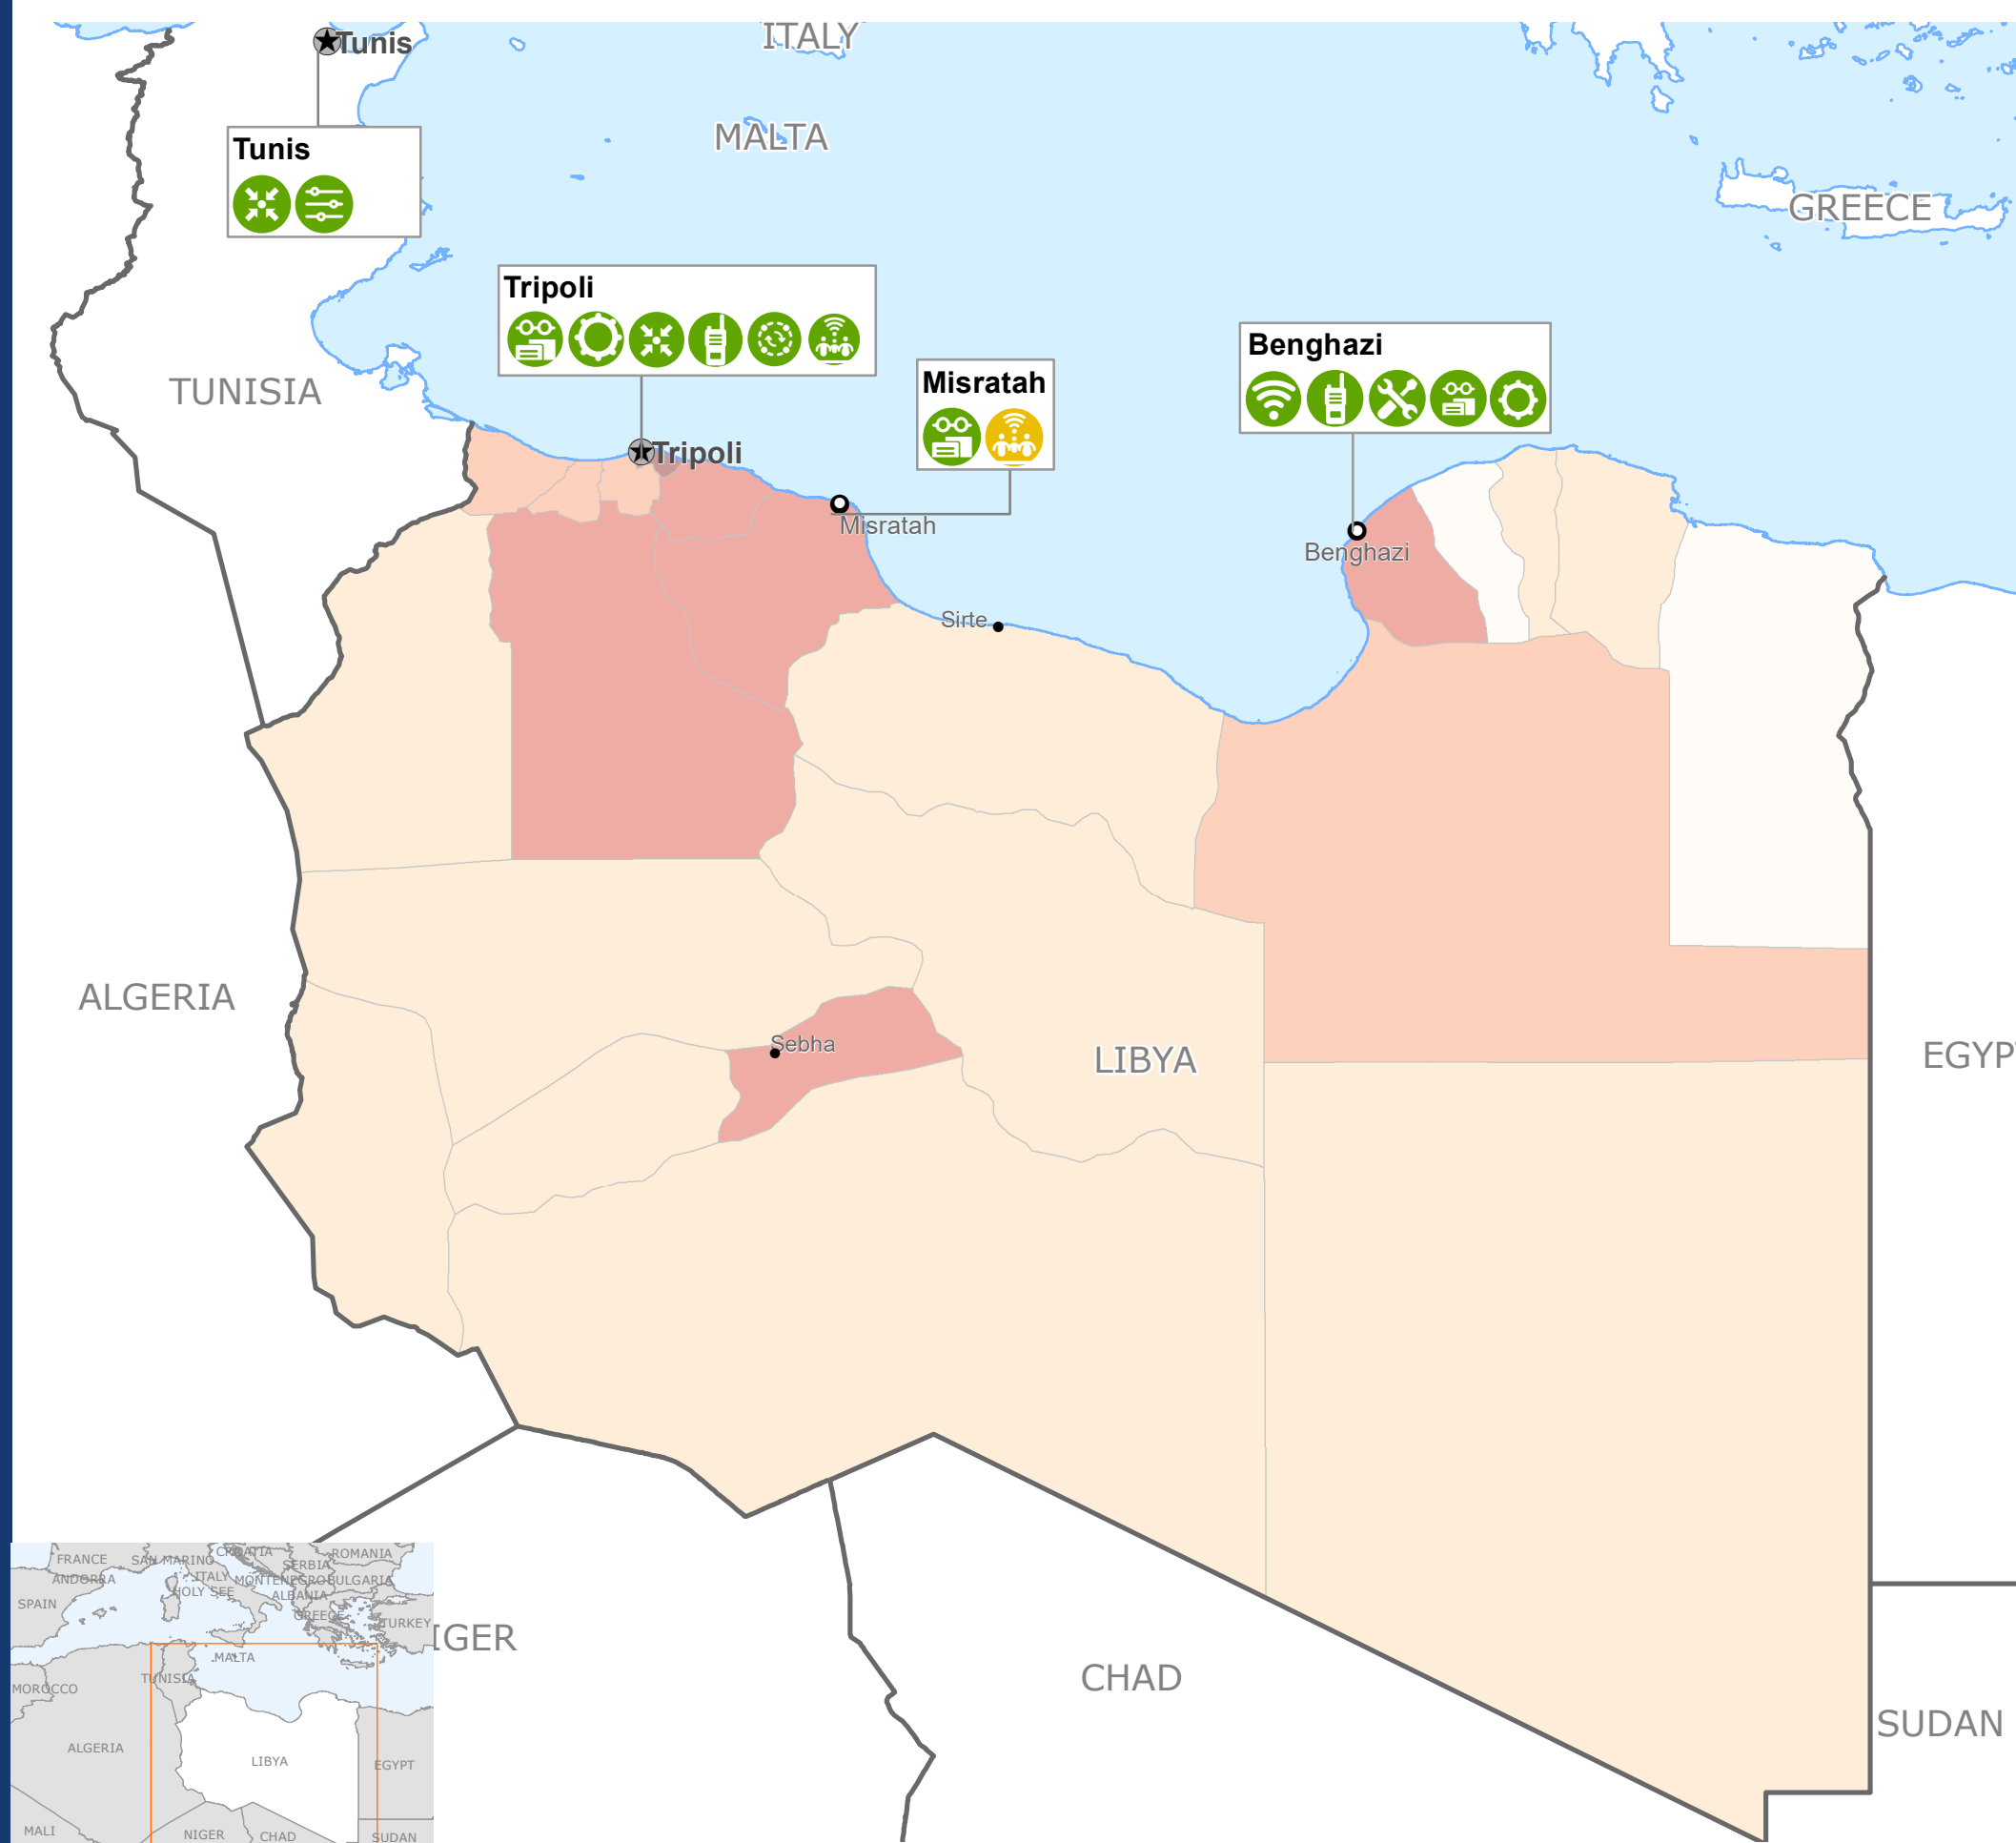 ITALY
Tunis
MALTA
Tunis
GREECE
Tripoli
Benghazi
Misratah
TUNISIA
Tripoli
Misratah
Benghazi
Sirte
ALGERIA
Sebha
LIBYA
EGYP
IGER
CHAD
SUDAN
FRANCE
SAN MARINO
CROATIA
ROMANIA
SERBIA
ANDORRA
ITALY
MONTENEGRO
BULGARIA
HOLY SEE
ALBANIA
SPAIN
GREECE
TURKEY
MALTA
TUNISIA
MOROCCO
ALGERIA
LIBYA
EGYPT
MALI
NIGER
CHAD
SUDAN